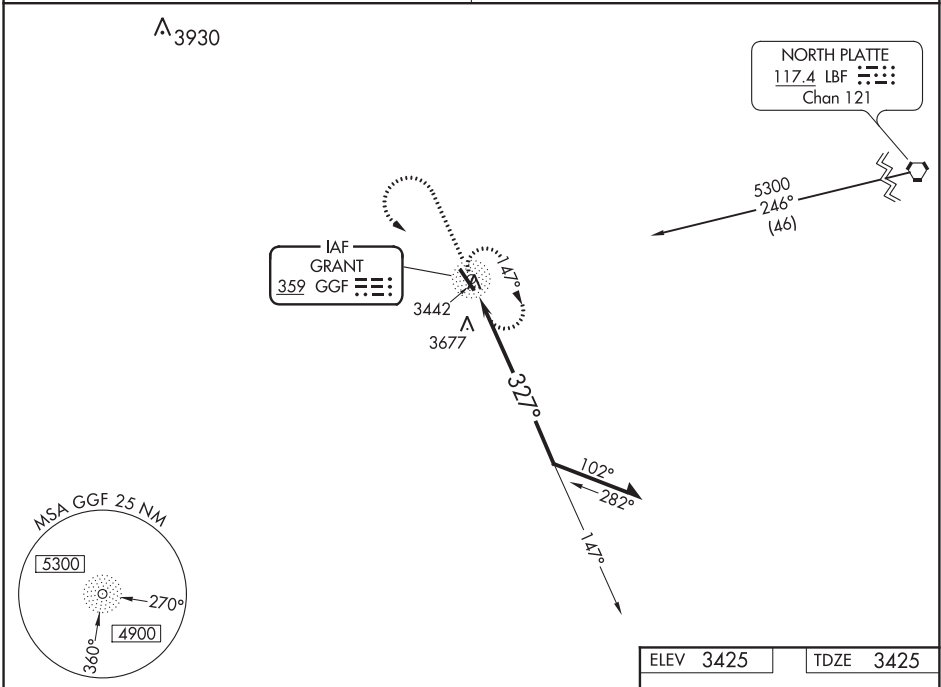 3930
NORTH PLATTE
117.4 LBF
Chan 121
5300
246°
(46)
IAF
GRANT
359 GGF
147°
3442
3677
327°
102°
282°
147°
MSA GGF 25 NM
5300
270°
4900
360°
ELEV 3425
TDZE 3425